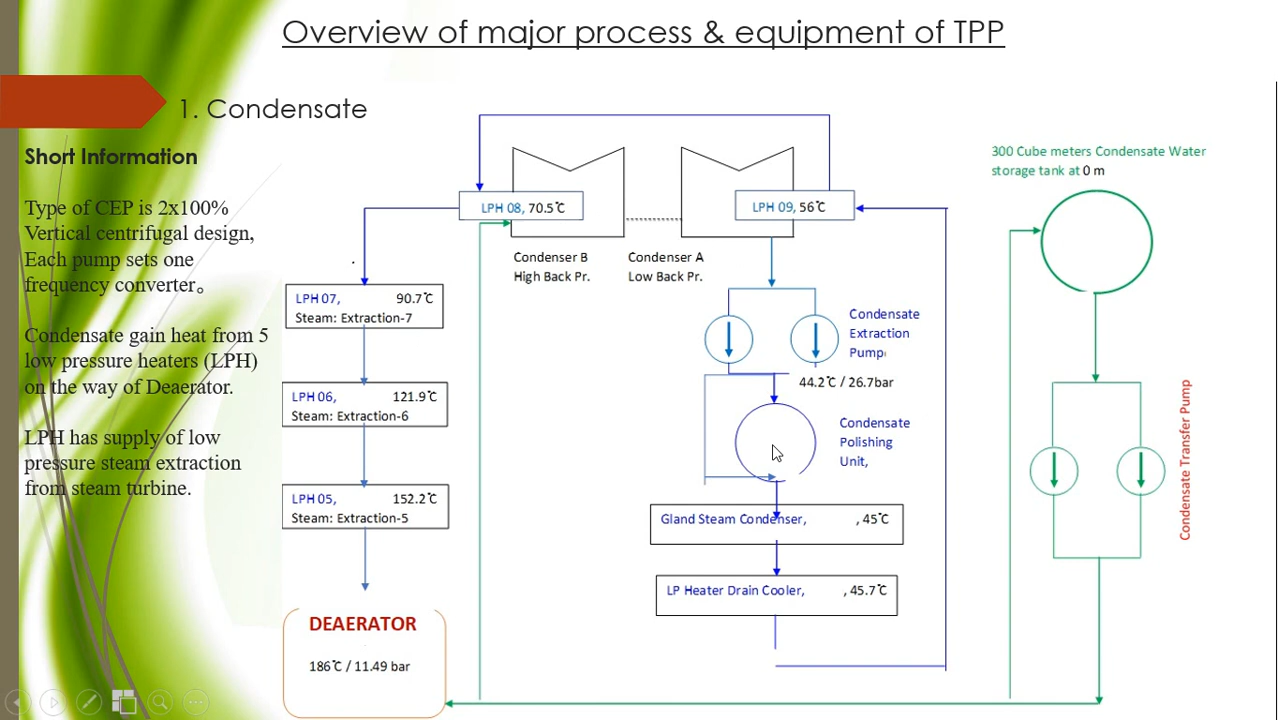 Overview of major process & equipment of TPP
1. Condensate
Short Information
Type of CEP is 2x100%
Vertical centrifugal design,
Each pump sets one
frequency converter。
Condensate gain heat from 5
low pressure heaters (LPH)
on the way of Deaerator.
LPH has supply of low
pressure steam extraction
from steam turbine.
LPH 08, 70.5℃
LPH 09, 56℃
Condenser B
High Back Pr.
Condenser A
Low Back Pr.
LPH 07, 90.7℃
Steam: Extraction-7
LPH 06, 121.9℃
Steam: Extraction-6
LPH 05, 152.2℃
Steam: Extraction-5
DEAERATOR
186℃ / 11.49 bar
Condensate
Extraction
Pump
44.2℃ / 26.7bar
Condensate
Polishing
Unit,
Gland Steam Condenser, , 45℃
LP Heater Drain Cooler, , 45.7℃
300 Cube meters Condensate Water
storage tank at 0 m
Condensate Transfer Pump